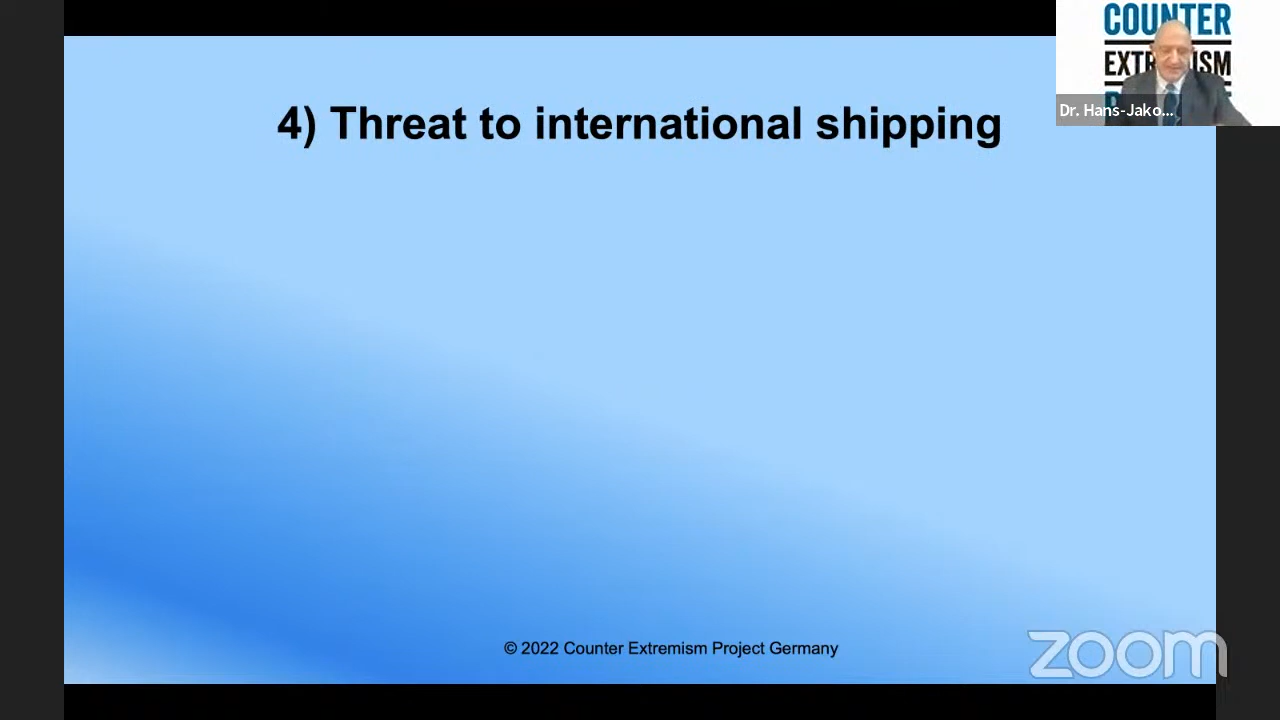 COUNTER
EXTR ISM
Dr. Hans-Jako...
4) Threat to international shipping
© 2022 Counter Extremism Project Germany
zoom